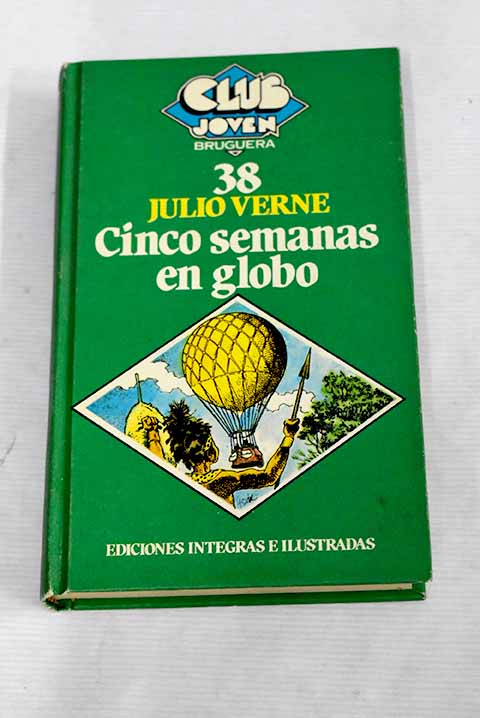 CLUB
JOVEN
BRUGUERA
38
JULIO VERNE
Cinco semanas
en globo
EDICIONES INTEGRAS E ILUSTRADAS